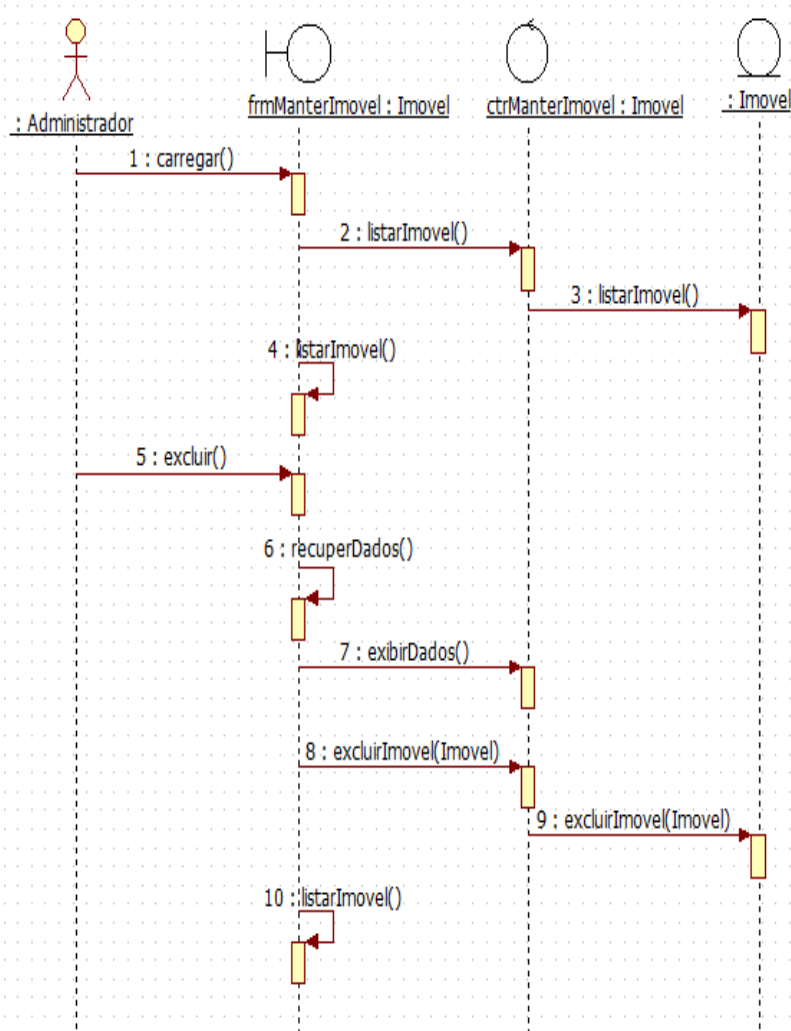 : Administrador
frmManterImovel : Imovel
ctrManterImovel : Imovel
: Imovel
1 : carregar()
2 : listarImovel()
3 : listarImovel()
4 : listarImovel()
5 : excluir()
6 : recuperDados()
7 : exibirDados()
8 : excluirImovel(Imovel)
9 : excluirImovel(Imovel)
10 : listarImovel()